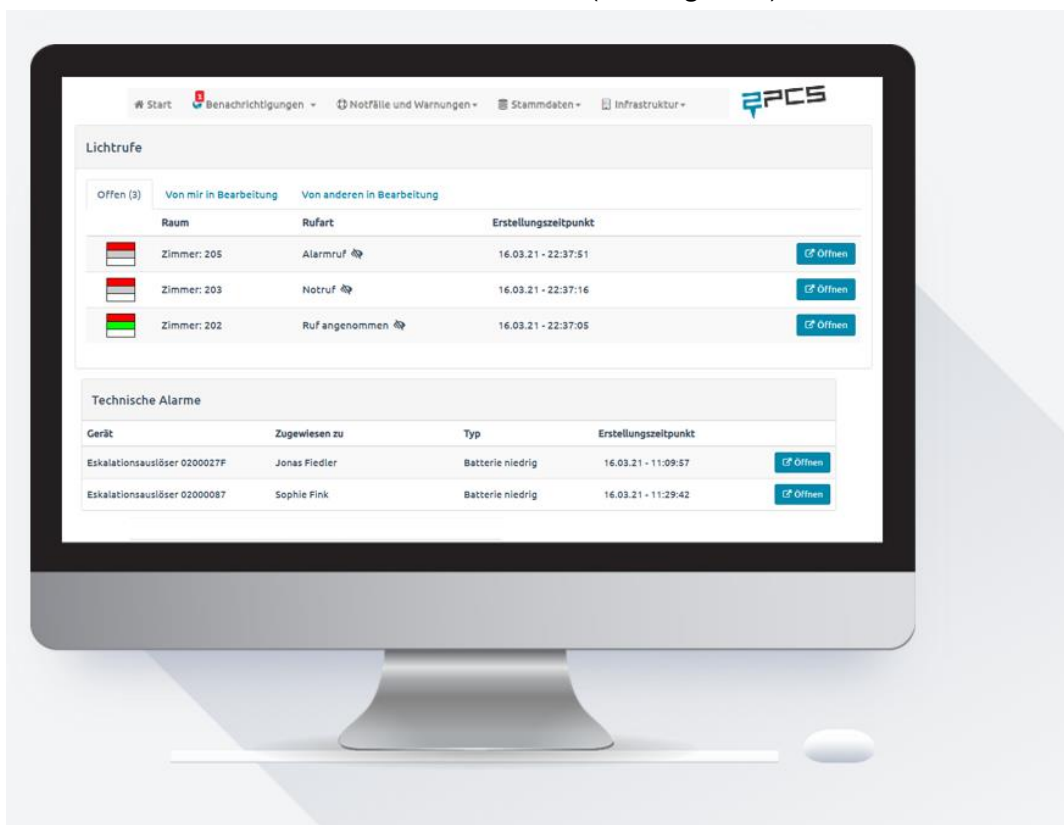 Start Benachrichtigungen Notfälle und Warnungen Stammdaten Infrastruktur 2PCS
Lichtrufe
Offen (3) Von mir in Bearbeitung Von anderen in Bearbeitung
Raum Rufart Erstellungszeitpunkt
Zimmer: 205 Alarmruf 16.03.21 - 22:37:51 Öffnen
Zimmer: 203 Notruf 16.03.21 - 22:37:16 Öffnen
Zimmer: 202 Ruf angenommen 16.03.21 - 22:37:05 Öffnen
Technische Alarme
Gerät Zugewiesen zu Typ Erstellungszeitpunkt
Eskalationsauslöser 0200027F Jonas Fiedler Batterie niedrig 16.03.21 - 11:09:57 Öffnen
Eskalationsauslöser 02000087 Sophie Fink Batterie niedrig 16.03.21 - 11:29:42 Öffnen